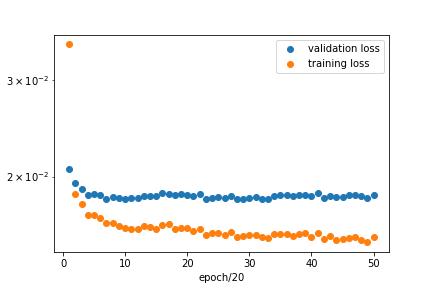 validation loss
training loss
3 × 10⁻²
2 × 10⁻²
0 10 20 30 40 50
epoch/20